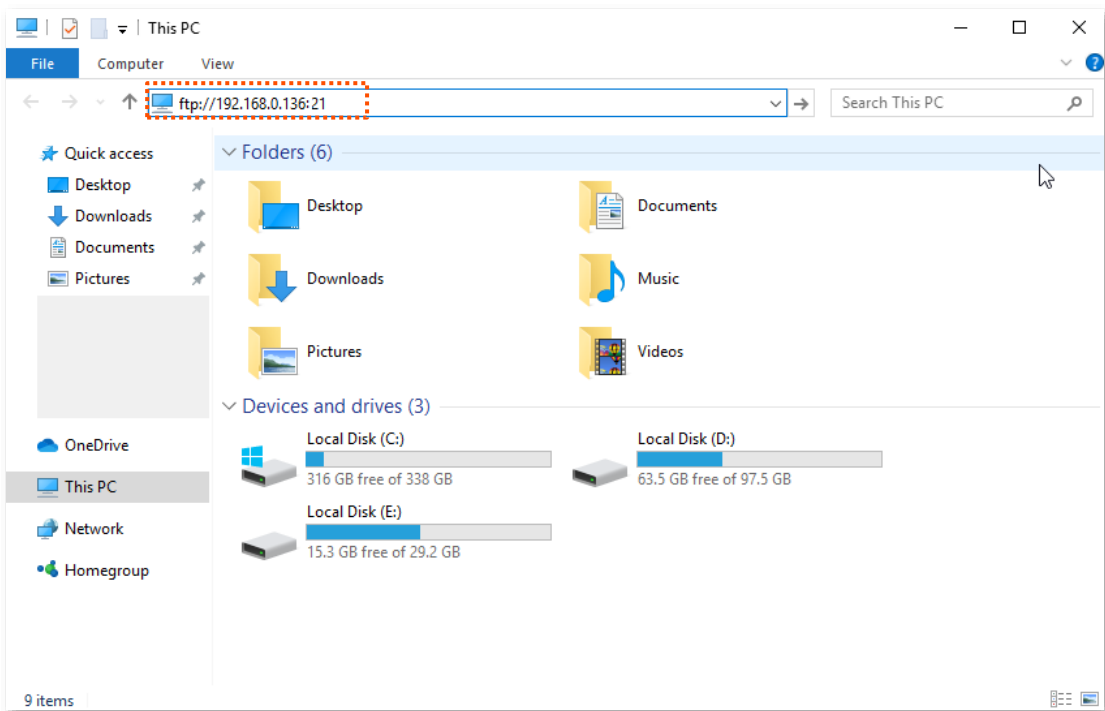 This PC
File Computer View
ftp://192.168.0.136:21 Search This PC
Quick access
Desktop
Downloads
Documents
Pictures
OneDrive
This PC
Network
Homegroup
Folders (6)
Desktop Documents
Downloads Music
Pictures Videos
Devices and drives (3)
Local Disk (C:) Local Disk (D:)
316 GB free of 338 GB 63.5 GB free of 97.5 GB
Local Disk (E:)
15.3 GB free of 29.2 GB
9 items